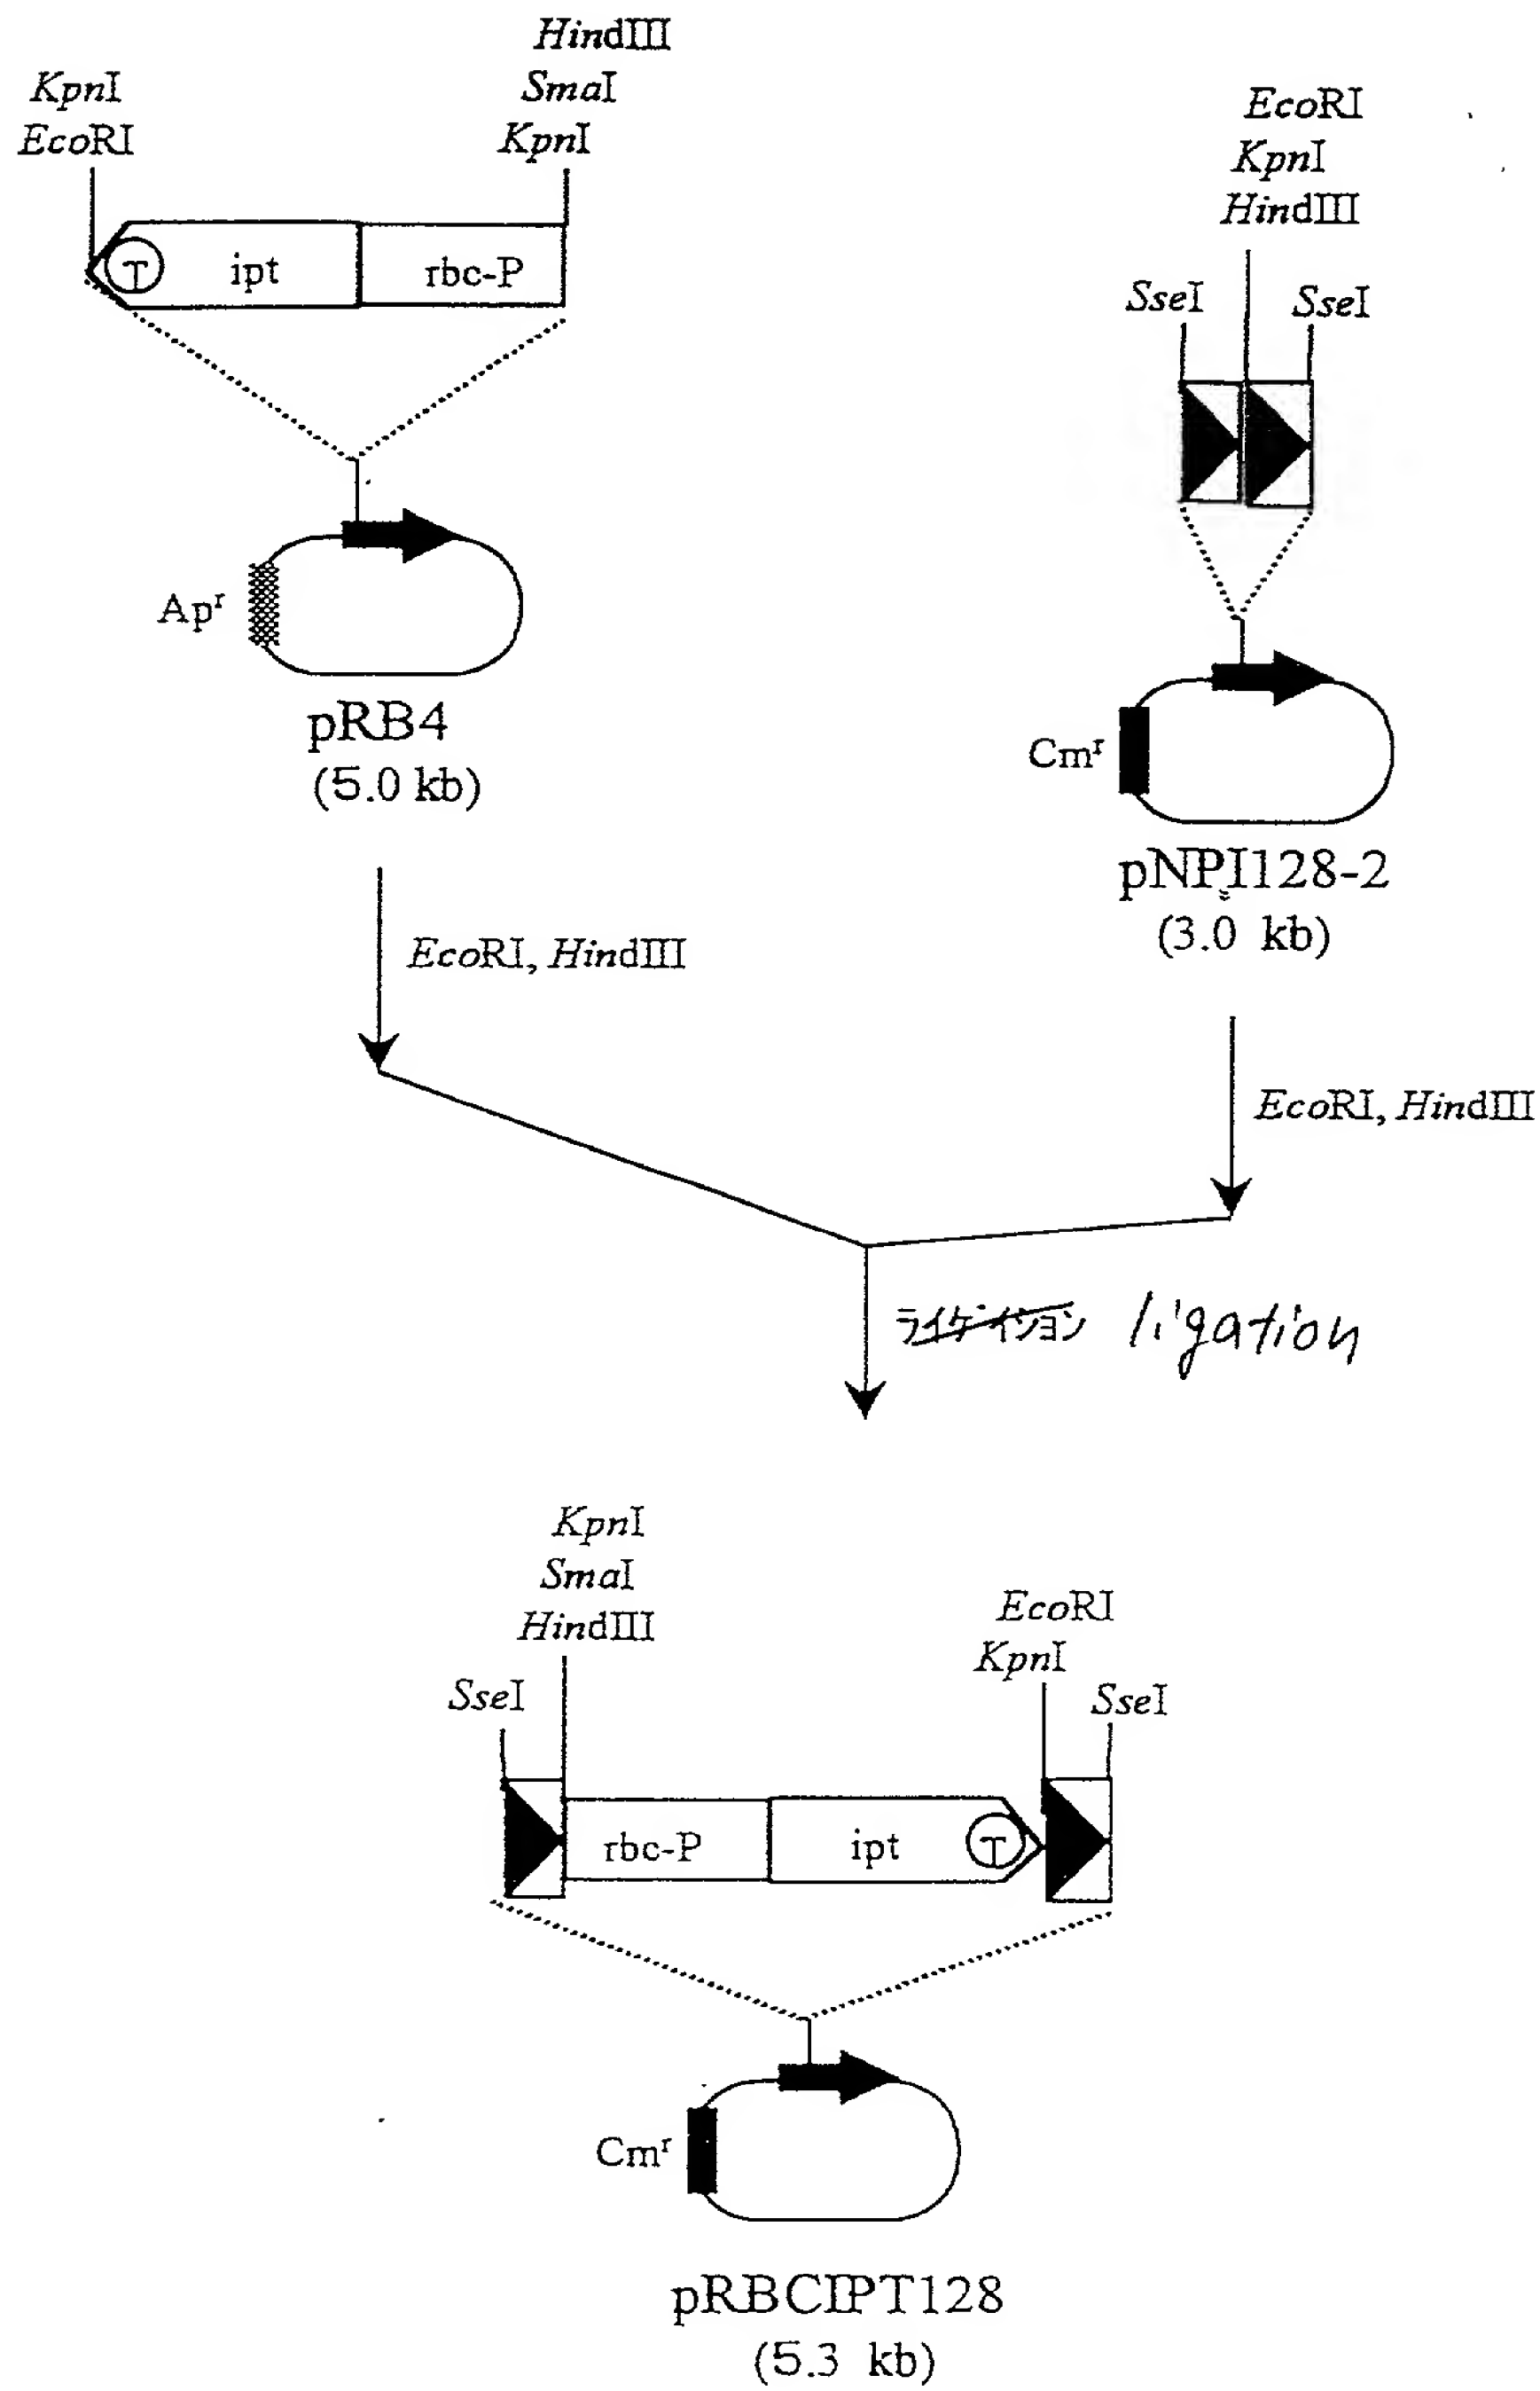 KpnI
EcoRI
HindIII
SmaI
KpnI
T
ipt
rbc-P
Apʳ
pRB4
(5.0 kb)
EcoRI
KpnI
HindIII
SseI
SseI
Cmʳ
pNPI128-2
(3.0 kb)
EcoRI, HindIII
EcoRI, HindIII
ライゲイション ligation
KpnI
SmaI
HindIII
EcoRI
KpnI
SseI
SseI
rbc-P
ipt
T
Cmʳ
pRBCIPT128
(5.3 kb)